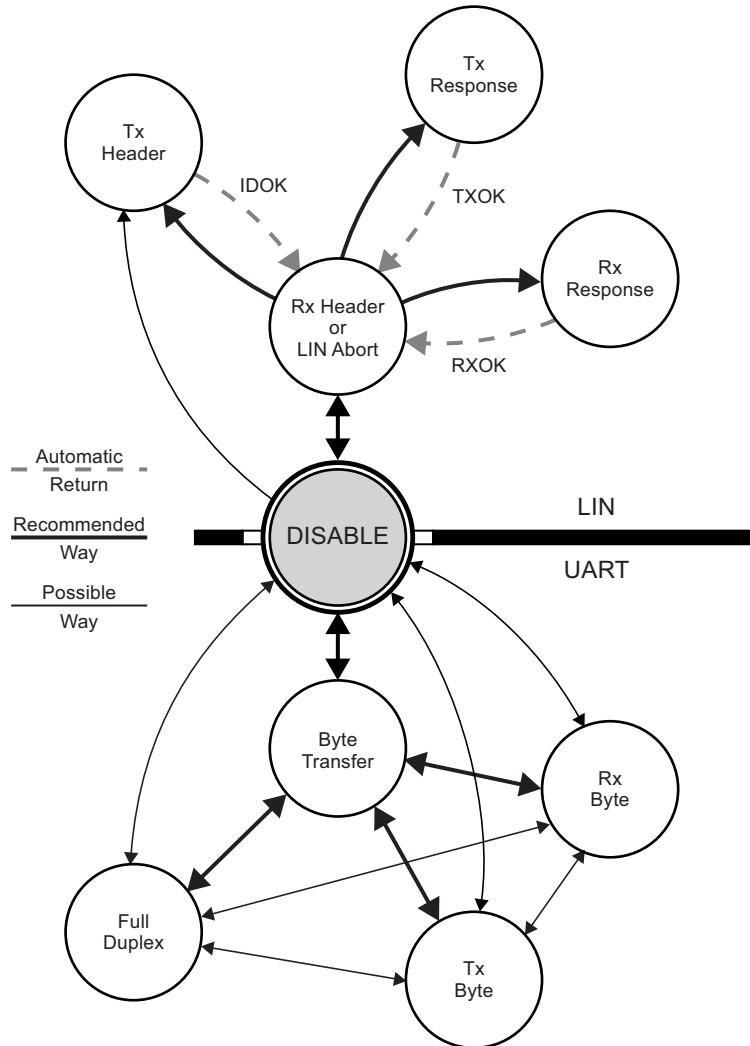 Tx
Response
Tx
Header
IDOK
TXOK
Rx
Response
Rx Header
or
LIN Abort
RXOK
Automatic
Return
Recommended
Way
Possible
Way
LIN
DISABLE
UART
Byte
Transfer
Rx
Byte
Full
Duplex
Tx
Byte